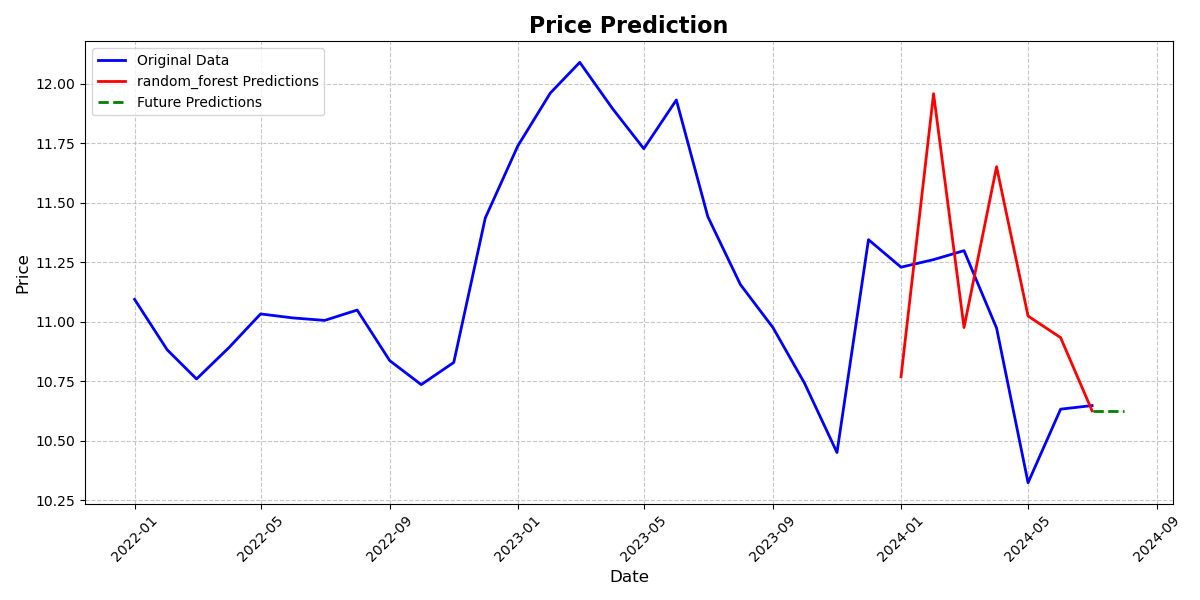 Price Prediction
Original Data
random_forest Predictions
Future Predictions
Price
12.00
11.75
11.50
11.25
11.00
10.75
10.50
10.25
2022-01
2022-05
2022-09
2023-01
2023-05
2023-09
2024-01
2024-05
2024-09
Date